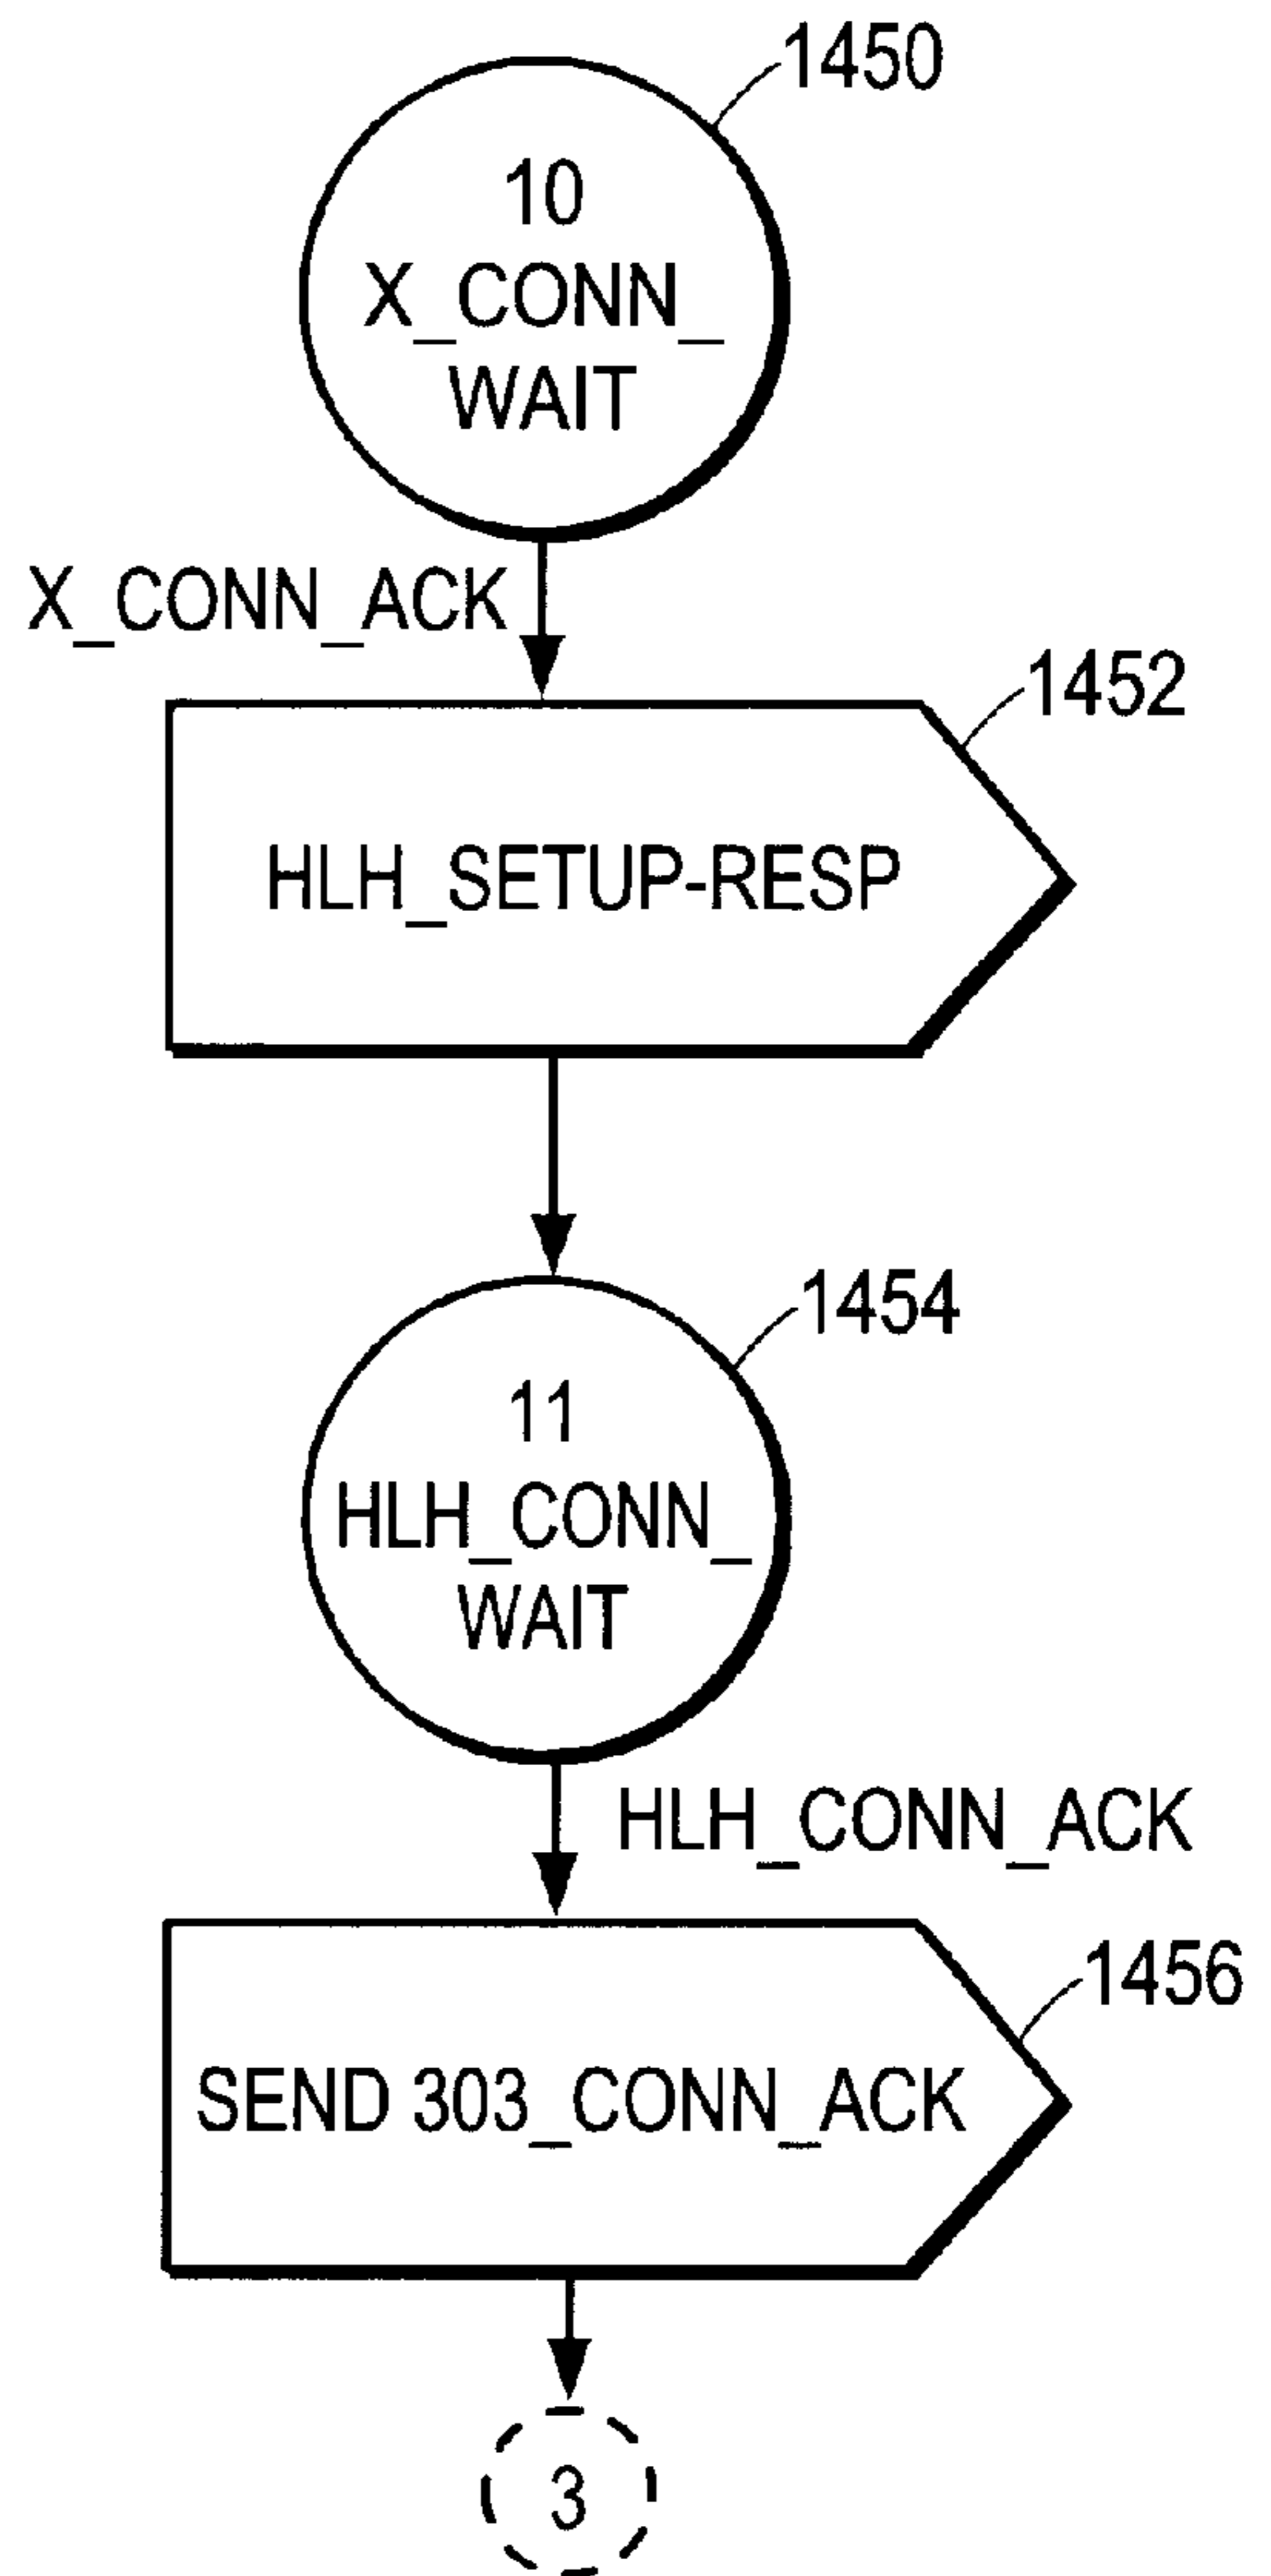 1450
10
X_CONN_
WAIT
X_CONN_ACK
1452
HLH_SETUP-RESP
1454
11
HLH_CONN_
WAIT
HLH_CONN_ACK
1456
SEND 303_CONN_ACK
3